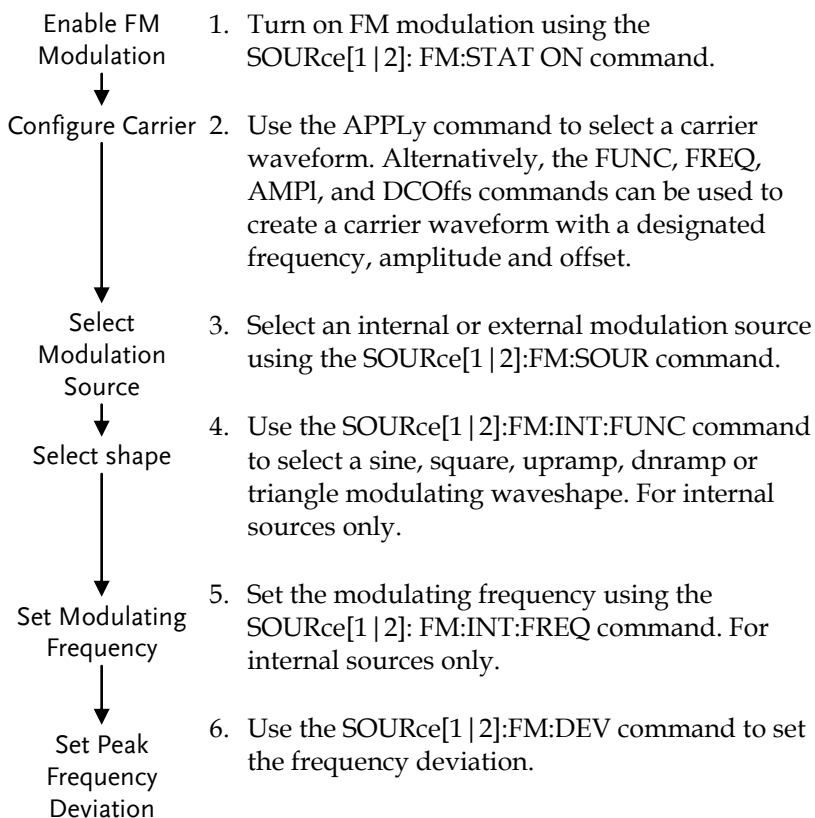 Enable FM
Modulation
1. Turn on FM modulation using the
SOURce[1|2]: FM:STAT ON command.
Configure Carrier
2. Use the APPLy command to select a carrier
waveform. Alternatively, the FUNC, FREQ,
AMPl, and DCOffs commands can be used to
create a carrier waveform with a designated
frequency, amplitude and offset.
Select
Modulation
Source
3. Select an internal or external modulation source
using the SOURce[1|2]:FM:SOUR command.
Select shape
4. Use the SOURce[1|2]:FM:INT:FUNC command
to select a sine, square, upramp, dnramp or
triangle modulating waveshape. For internal
sources only.
Set Modulating
Frequency
5. Set the modulating frequency using the
SOURce[1|2]: FM:INT:FREQ command. For
internal sources only.
Set Peak
Frequency
Deviation
6. Use the SOURce[1|2]:FM:DEV command to set
the frequency deviation.